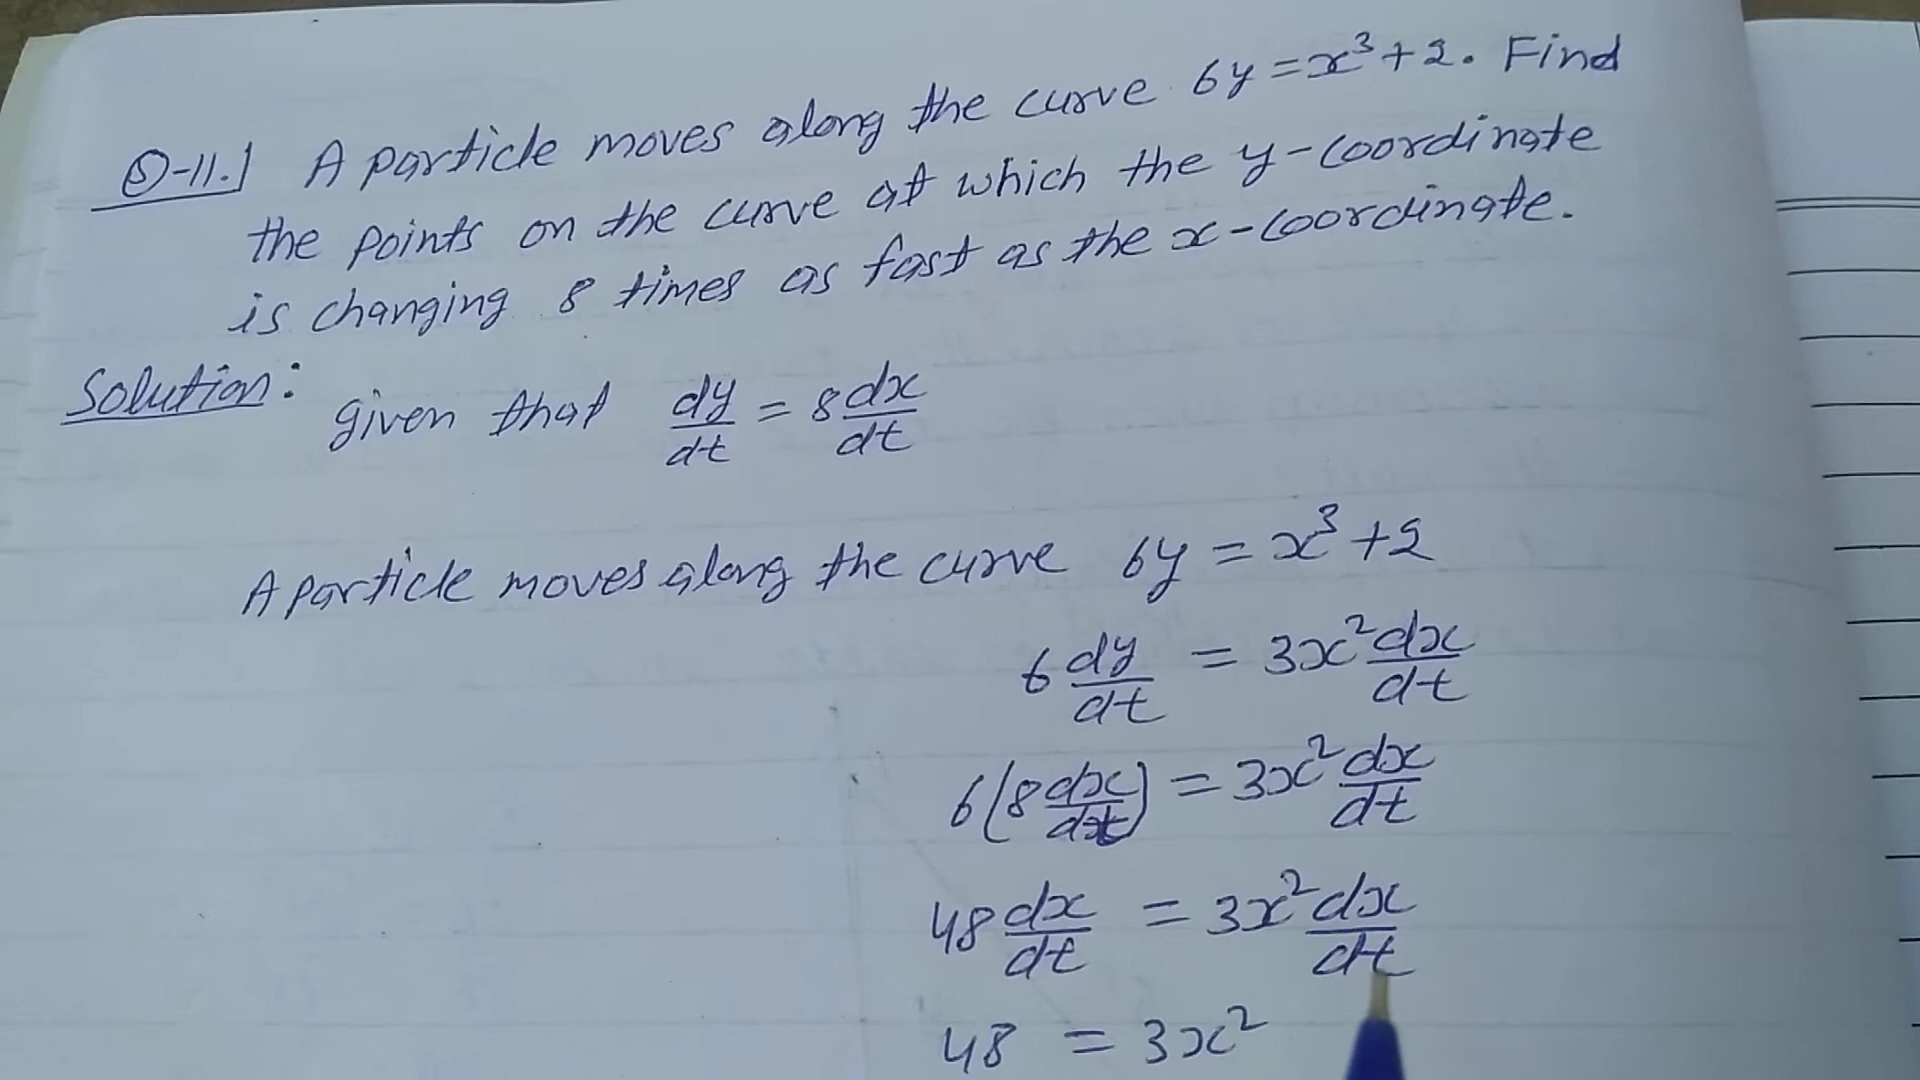 Q-11.] A particle moves along the curve 6y = x³+2. Find
the points on the curve at which the y-coordinate
is changing 8 times as fast as the x-coordinate.
Solution: given that dy/dt = 8 dx/dt
A particle moves along the curve 6y = x³+2
6 dy/dt = 3x² dx/dt
6(8 dx/dt) = 3x² dx/dt
48 dx/dt = 3x² dx/dt
48 = 3x²